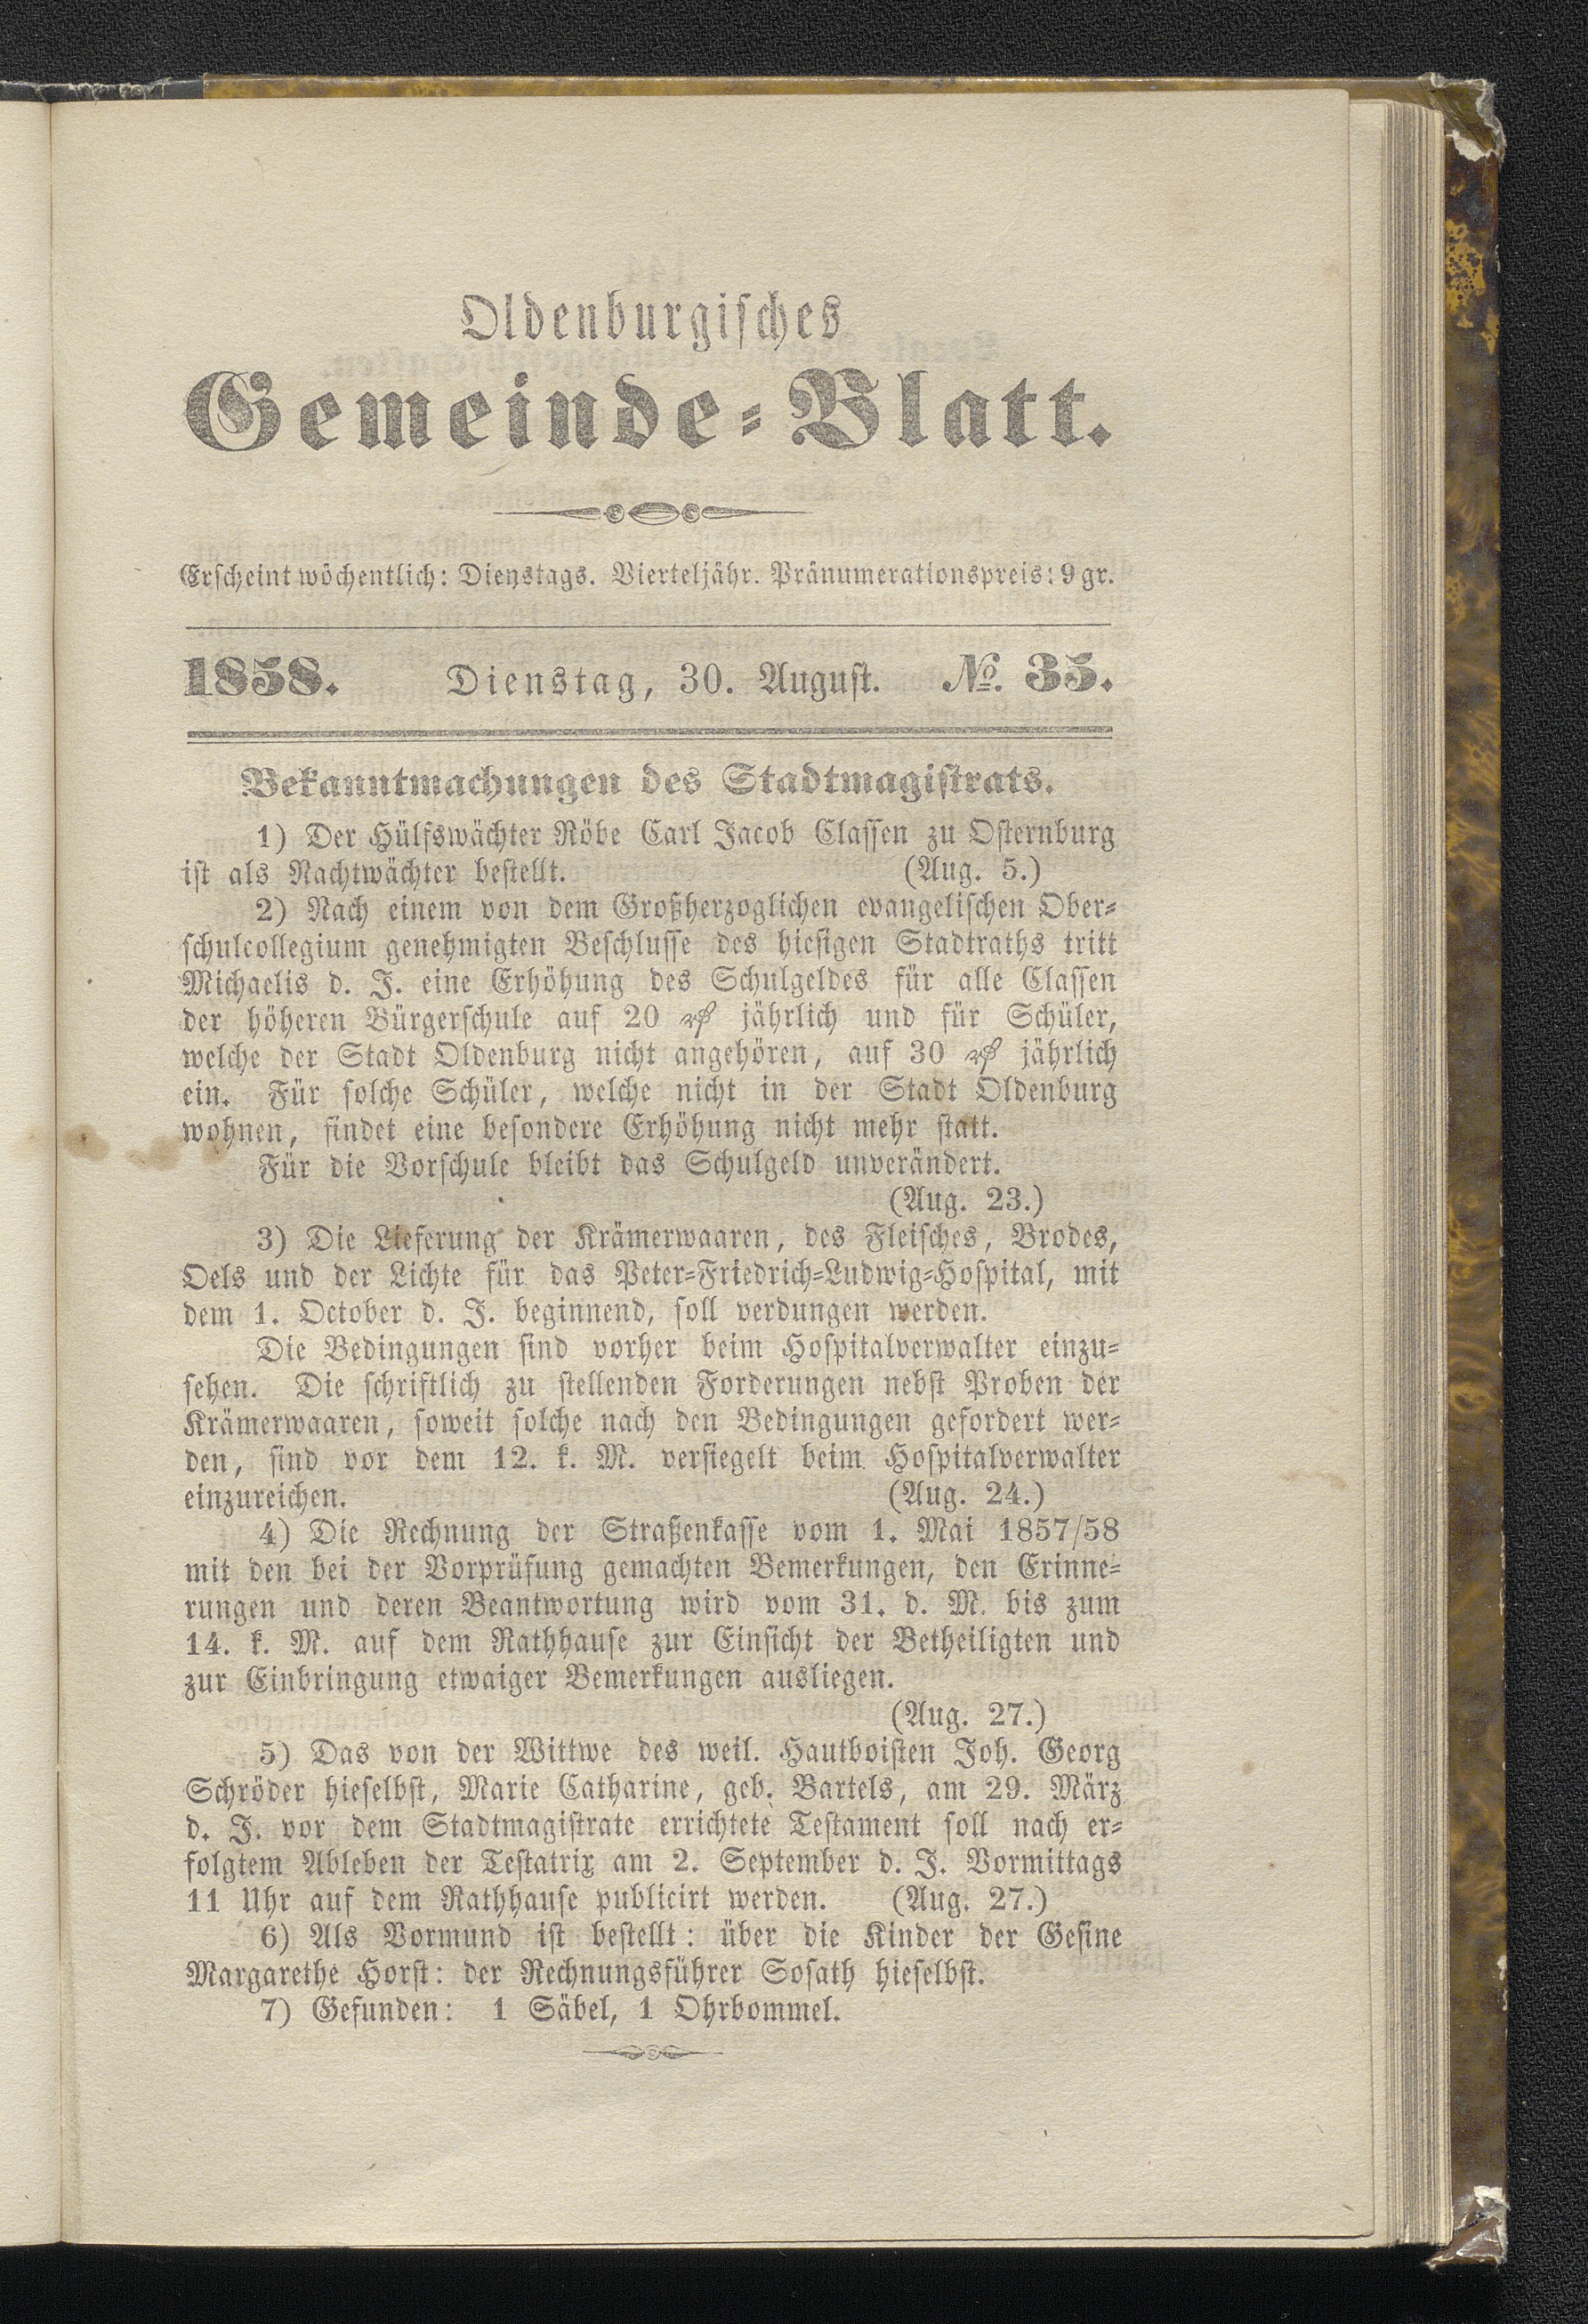 Oldenburgisches
Gemeinde-Blatt.
Erscheint wöchentlich: Dienstags. Vierteljähr. Pränumerationspreis: 9 gr.
1858. Dienstag, 30. August. No. 35.
Bekanntmachungen des Stadtmagistrats.
1) Der Hülfswächter Röbe Carl Jacob Classen zu Osternburg
ist als Nachtwächter bestellt. (Aug. 5.)
2) Nach einem von dem Großherzoglichen evangelischen Ober-
schulcollegium genehmigten Beschlusse des hiesigen Stadtraths tritt
Michaelis d. J. eine Erhöhung des Schulgeldes für alle Classen
der höheren Bürgerschule auf 20 ₰ jährlich und für Schüler,
welche der Stadt Oldenburg nicht angehören, auf 30 ₰ jährlich
ein. Für solche Schüler, welche nicht in der Stadt Oldenburg
wohnen, findet eine besondere Erhöhung nicht mehr statt.
Für die Vorschule bleibt das Schulgeld unverändert.
(Aug. 23.)
3) Die Lieferung der Krämerwaaren, des Fleisches, Brodes,
Oels und der Lichte für das Peter-Friedrich-Ludwig-Hospital, mit
dem 1. October d. J. beginnend, soll verdungen werden.
Die Bedingungen sind vorher beim Hospitalverwalter einzu-
sehen. Die schriftlich zu stellenden Forderungen nebst Proben der
Krämerwaaren, soweit solche nach den Bedingungen gefordert wer-
den, sind vor dem 12. k. M. versiegelt beim Hospitalverwalter
einzureichen. (Aug. 24.)
4) Die Rechnung der Straßenkasse vom 1. Mai 1857/58
mit den bei der Vorprüfung gemachten Bemerkungen, den Erinne-
rungen und deren Beantwortung wird vom 31. d. M. bis zum
14. k. M. auf dem Rathhause zur Einsicht der Betheiligten und
zur Einbringung etwaiger Bemerkungen ausliegen.
(Aug. 27.)
5) Das von der Wittwe des weil. Hautboisten Joh. Georg
Schröder hieselbst, Marie Catharine, geb. Bartels, am 29. März
d. J. vor dem Stadtmagistrate errichtete Testament soll nach er-
folgtem Ableben der Testatrix am 2. September d. J. Vormittags
11 Uhr auf dem Rathhause publicirt werden. (Aug. 27.)
6) Als Vormund ist bestellt: über die Kinder der Gesine
Margarethe Horst: der Rechnungsführer Sosath hieselbst.
7) Gefunden: 1 Säbel, 1 Ohrbommel.